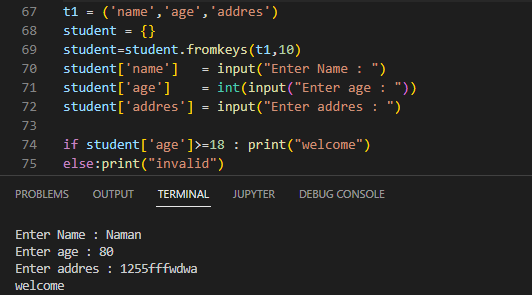 67 t1 = ('name','age','addres')
68 student = {}
69 student=student.fromkeys(t1,10)
70 student['name']   = input("Enter Name : ")
71 student['age']    = int(input("Enter age : "))
72 student['addres'] = input("Enter addres : ")
73
74 if student['age']>=18 : print("welcome")
75 else:print("invalid")
PROBLEMS OUTPUT TERMINAL JUPYTER DEBUG CONSOLE
Enter Name : Naman
Enter age : 80
Enter addres : 1255fffwdwa
welcome